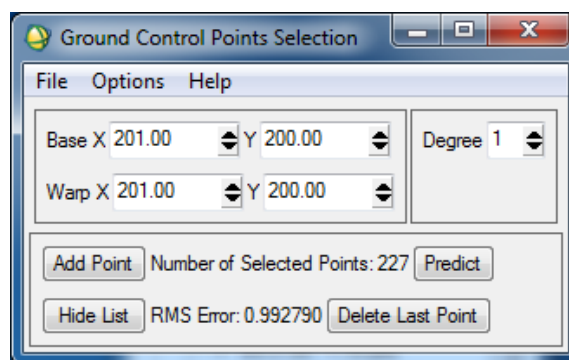 Ground Control Points Selection
File Options Help
Base X 201.00 Y 200.00 Degree 1
Warp X 201.00 Y 200.00
Add Point Number of Selected Points: 227 Predict
Hide List RMS Error: 0.992790 Delete Last Point